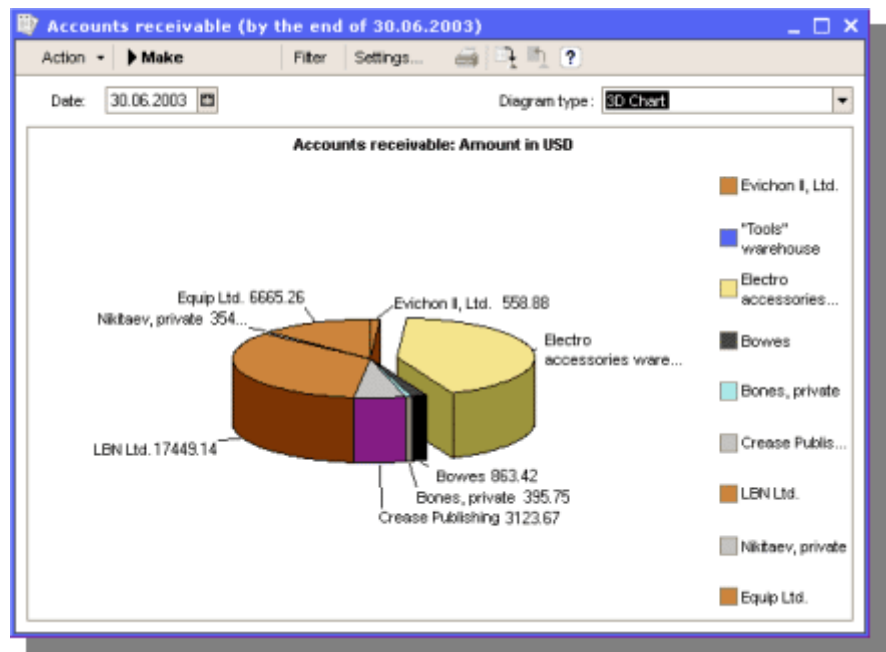 Accounts receivable (by the end of 30.06.2003)
Action Make Filter Settings... ?
Date: 30.06.2003 Diagram type: 3D Chart
Accounts receivable: Amount in USD
Equip Ltd. 6665.26
Nikitaev, private 354...
Evichon II, Ltd. 558.88
Electro
accessories ware...
LBN Ltd. 17449.14
Bowes 863.42
Bones, private 395.75
Crease Publishing 3123.67
Evichon II, Ltd.
"Tools"
warehouse
Electro
accessories...
Bowes
Bones, private
Crease Publis...
LBN Ltd.
Nikitaev, private
Equip Ltd.